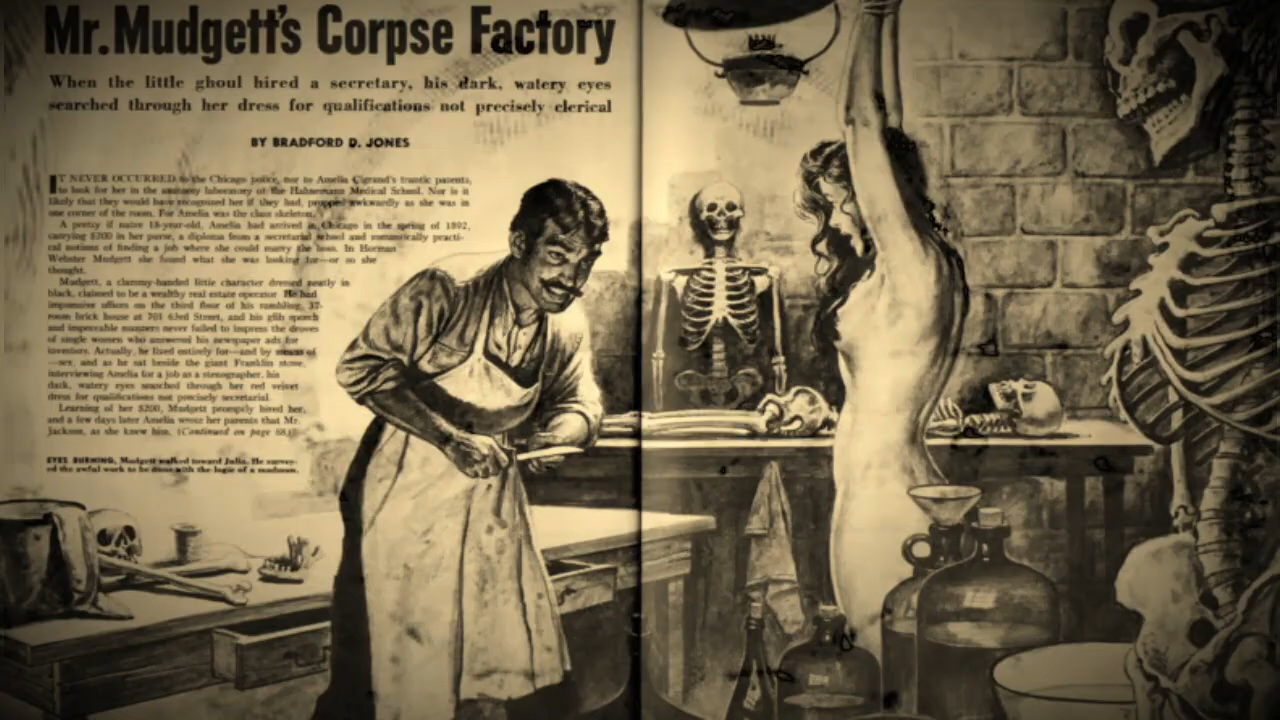 Mr. Mudgett's Corpse Factory
When the little ghoul hired a secretary, his dark, watery eyes
searched through her dress for qualifications not precisely clerical
BY BRADFORD D. JONES
IT NEVER OCCURRED to the Chicago police, nor to Amelia Cigrand's frantic parents,
to look for her in the anatomy laboratory of the Hahnemann Medical School. Nor is it
likely that they would have recognized her if they had, propped awkwardly as she was in
one corner of the room. For Amelia was the class skeleton.
A pretty if naive 18-year-old, Amelia had arrived in Chicago in the spring of 1892,
carrying $200 in her purse, a diploma from a secretarial school and romantically practi-
cal notions of finding a job where she could marry the boss. In Herman
Webster Mudgett she found what she was looking for—or so she
thought.
Mudgett, a clammy-handed little character dressed neatly in
black, claimed to be a wealthy real estate operator. He had
impressive offices on the third floor of his rambling, 37-
room brick house at 701 63rd Street, and his glib speech
and impeccable manners never failed to impress the droves
of single women who answered his newspaper ads for
investors. Actually, he lived entirely for—and by means of
—sex, and as he sat beside the giant Franklin stove,
interviewing Amelia for a job as a stenographer, his
dark, watery eyes searched through her red velvet
dress for qualifications not precisely secretarial.
Learning of her $200, Mudgett promptly hired her,
and a few days later Amelia wrote her parents that Mr.
Jackson, as she knew him, (Continued on page 68)
EYES BURNING, Mudgett walked toward Julia. He survey-
ed the awful work to be done with the logic of a madman.